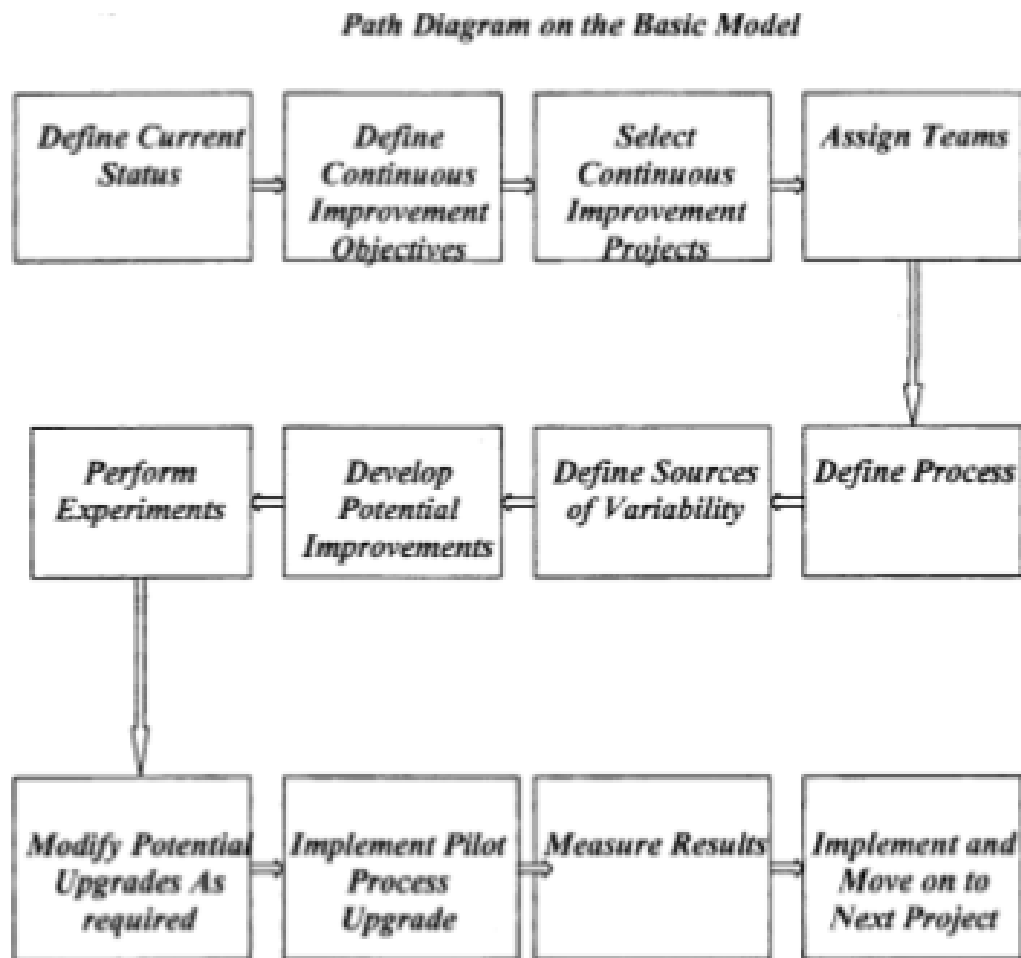 Path Diagram on the Basic Model
Define Current
Status
Define
Continuous
Improvement
Objectives
Select
Continuous
Improvement
Projects
Assign Teams
Perform
Experiments
Develop
Potential
Improvements
Define Sources
of Variability
Define Process
Modify Potential
Upgrades As
required
Implement Pilot
Process
Upgrade
Measure Results
Implement and
Move on to
Next Project